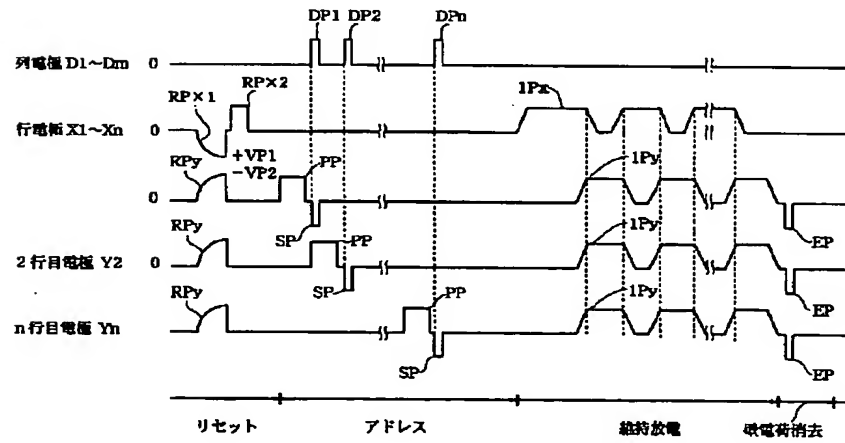 DP1 DP2 DPn
列電極 D1～Dm 0
RP×1 RP×2 1Px
行電極 X1～Xn 0
RPy +VP1 PP 1Py
-VP2
0
SP EP
RPy PP 1Py
2行目電極 Y2 0
SP EP
RPy PP 1Py
n行目電極 Yn
SP EP
リセット アドレス 維持放電 電荷消去